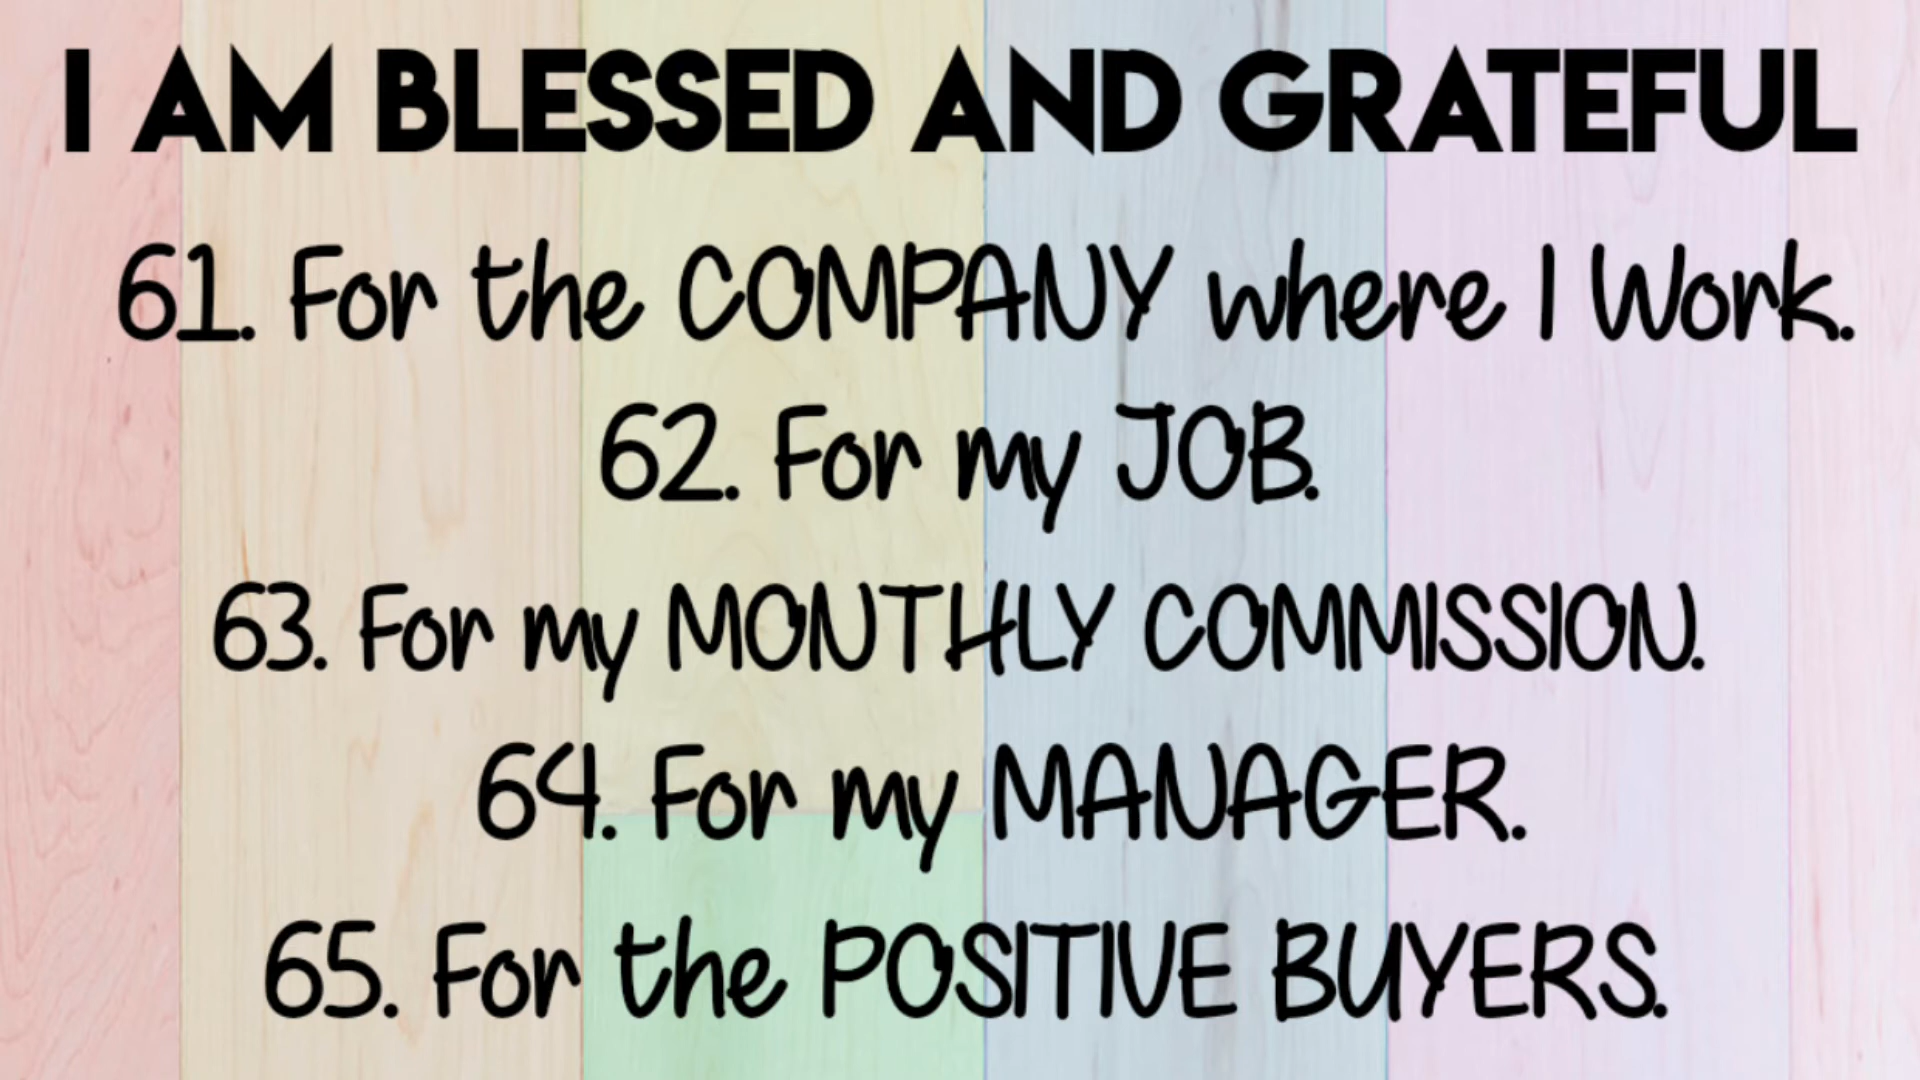 I AM BLESSED AND GRATEFUL
61. For the COMPANY where I Work.
62. For my JOB.
63. For my MONTHLY COMMISSION.
64. For my MANAGER.
65. For the POSITIVE BUYERS.